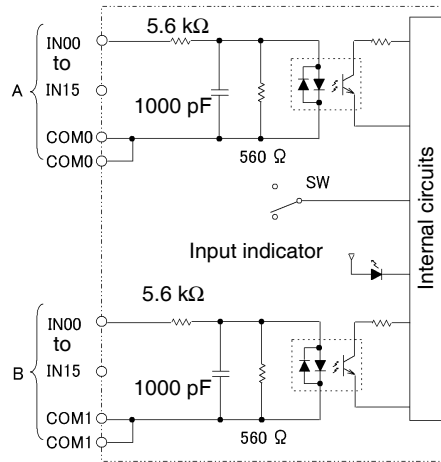 IN00
to
A
IN15
COM0
COM0
5.6 kΩ
1000 pF
560 Ω
SW
Input indicator
Internal circuits
5.6 kΩ
IN00
to
B
IN15
COM1
COM1
1000 pF
560 Ω